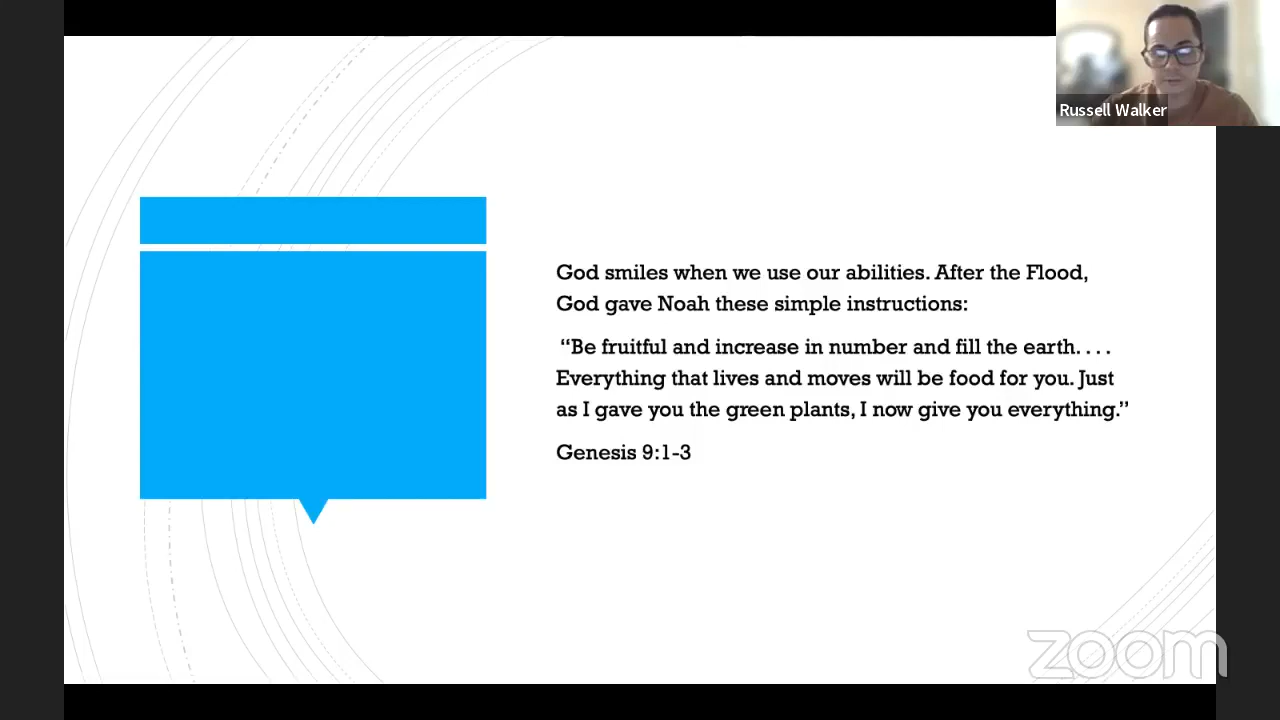 Russell Walker
God smiles when we use our abilities. After the Flood,
God gave Noah these simple instructions:
“Be fruitful and increase in number and fill the earth. . . .
Everything that lives and moves will be food for you. Just
as I gave you the green plants, I now give you everything.”
Genesis 9:1-3
zoom